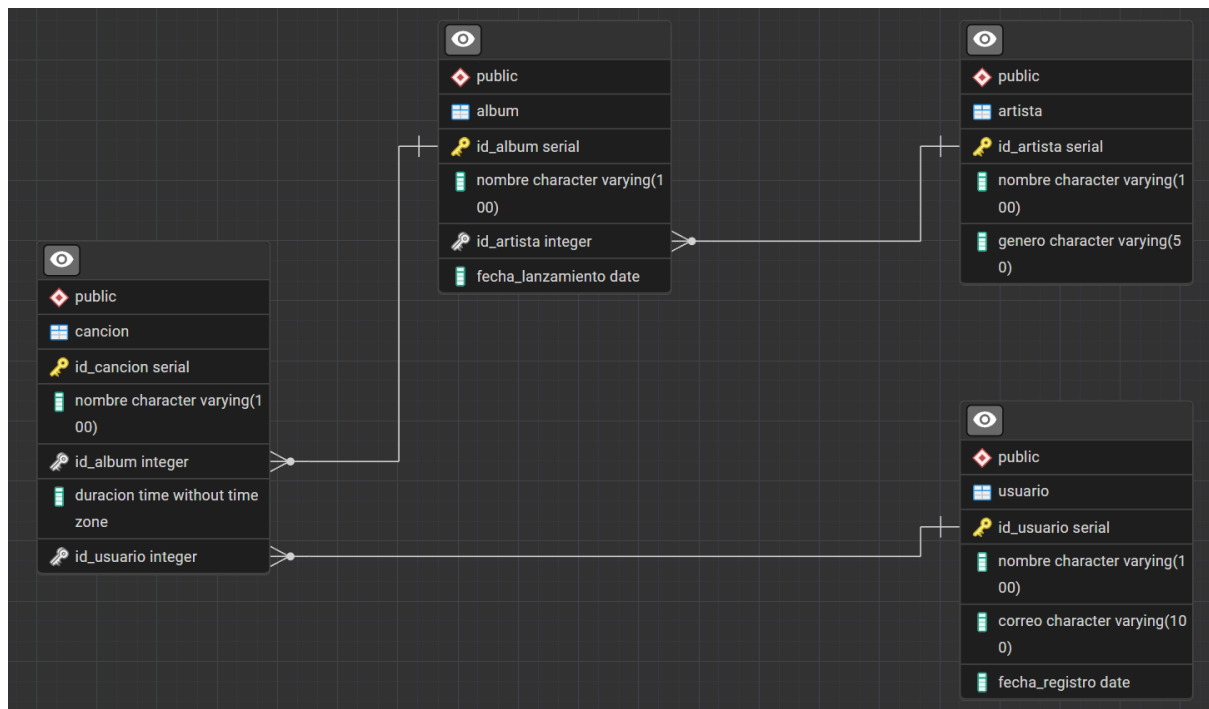 public
album
id_album serial
nombre character varying(1
00)
id_artista integer
fecha_lanzamiento date
public
artista
id_artista serial
nombre character varying(1
00)
genero character varying(5
0)
public
cancion
id_cancion serial
nombre character varying(1
00)
id_album integer
duracion time without time
zone
id_usuario integer
public
usuario
id_usuario serial
nombre character varying(1
00)
correo character varying(10
0)
fecha_registro date